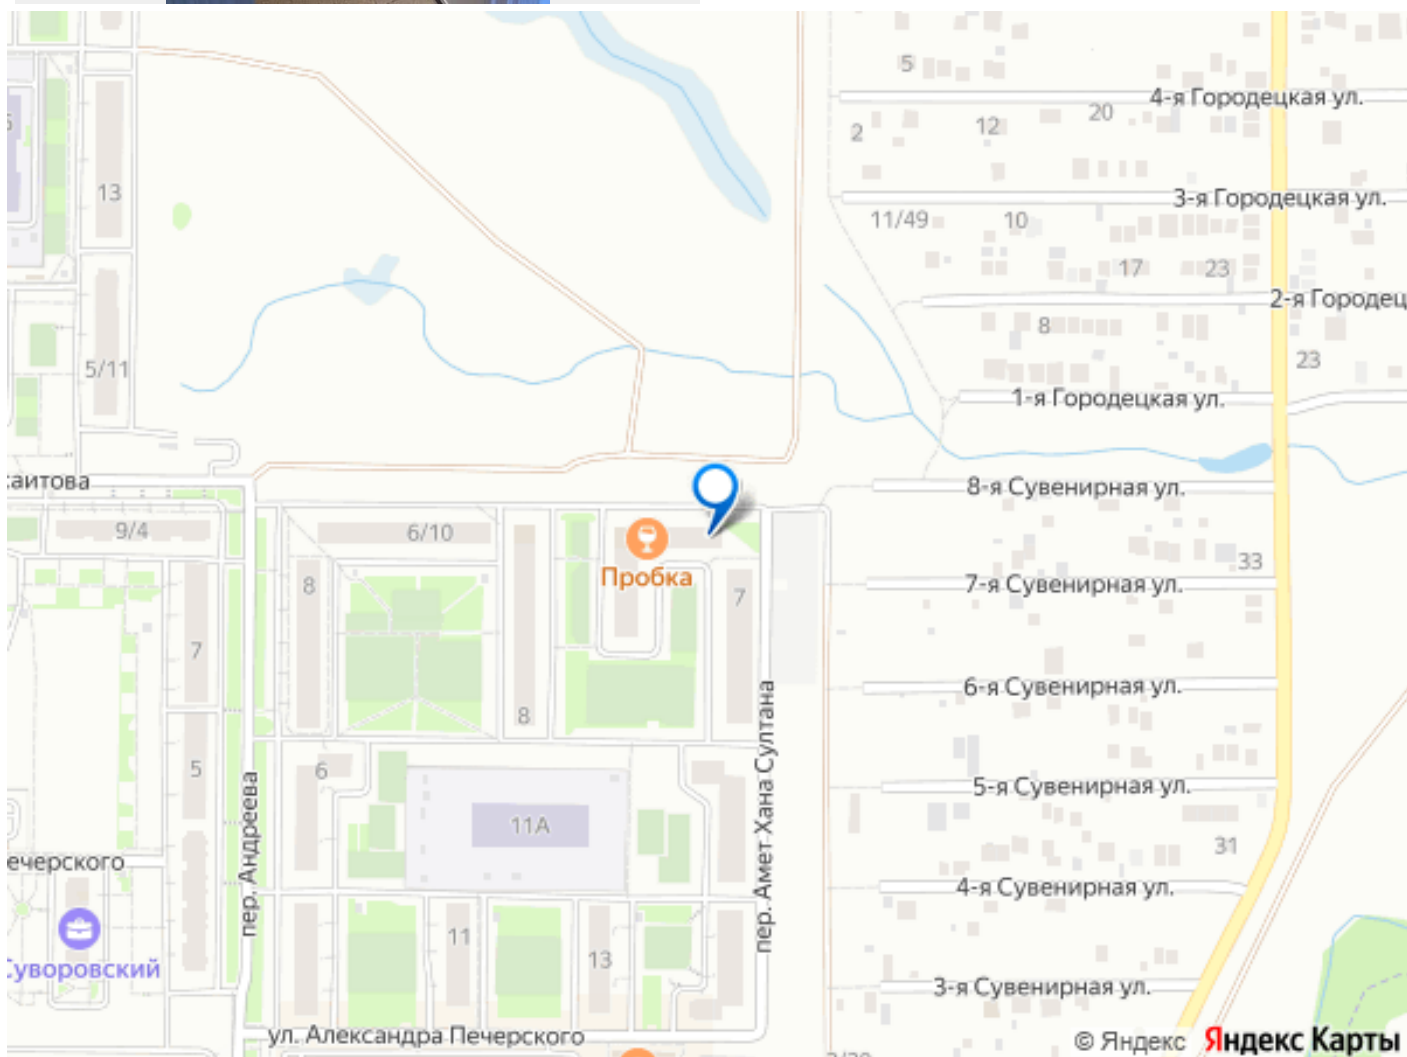 5
4-я Городецкая ул.
20
12
2
13
3-я Городецкая ул.
11/49
10
17
23
2-я Городец
8
23
5/11
1-я Городецкая ул.
саитова
8-я Сувенирная ул.
9/4
6/10
Пробка
33
8
7
7-я Сувенирная ул.
7
6-я Сувенирная ул.
8
5
6
5-я Сувенирная ул.
11А
31
пер. Андреева
пер. Амет Хана Султана
ечерского
4-я Сувенирная ул.
11
13
Суворовский
3-я Сувенирная ул.
ул. Александра Печерского
© Яндекс Яндекс Карты